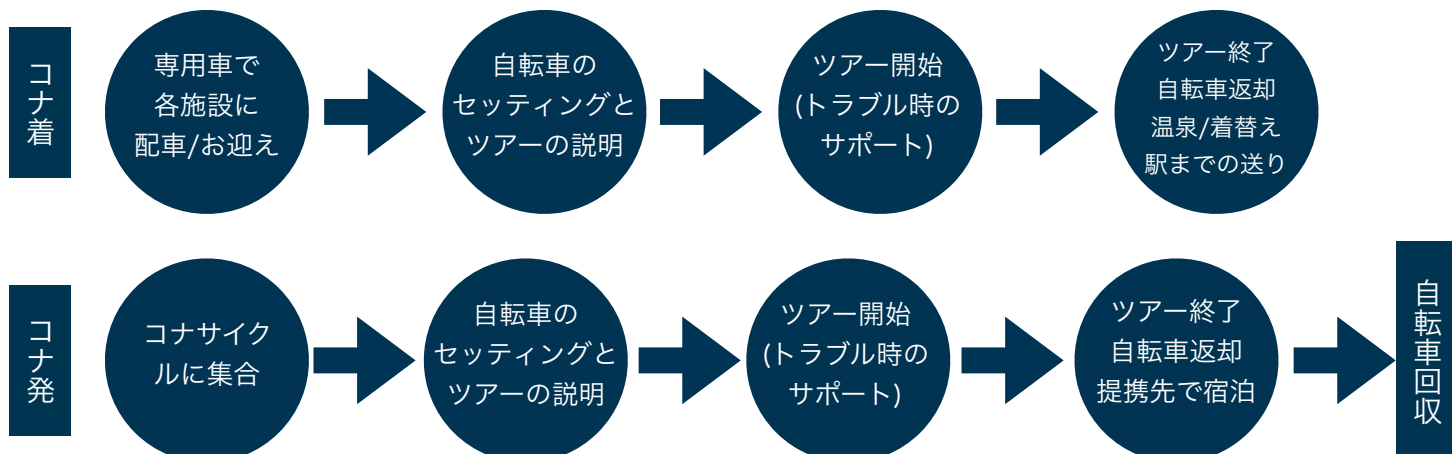 コナ着
専用車で
各施設に
配車/お迎え
自転車の
セッティングと
ツアーの説明
ツアー開始
(トラブル時の
サポート)
ツアー終了
自転車返却
温泉/着替え
駅までの送り
コナ発
コナサイク
ルに集合
自転車の
セッティングと
ツアーの説明
ツアー開始
(トラブル時の
サポート)
ツアー終了
自転車返却
提携先で宿泊
自転車回収